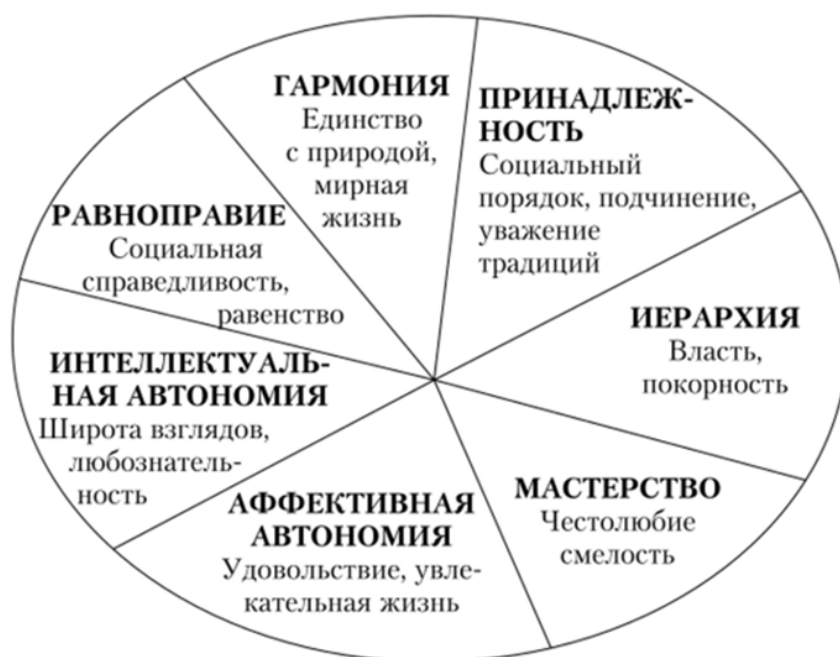 ГАРМОНИЯ
Единство
с природой,
мирная
жизнь
ПРИНАДЛЕЖ-
НОСТЬ
Социальный
порядок, подчинение,
уважение
традиций
ИЕРАРХИЯ
Власть,
покорность
МАСТЕРСТВО
Честолюбие
смелость
АФФЕКТИВНАЯ
АВТОНОМИЯ
Удовольствие, увле-
кательная жизнь
ИНТЕЛЛЕКТУАЛЬ-
НАЯ АВТОНОМИЯ
Широта взглядов,
любознатель-
ность
РАВНОПРАВИЕ
Социальная
справедливость,
равенство